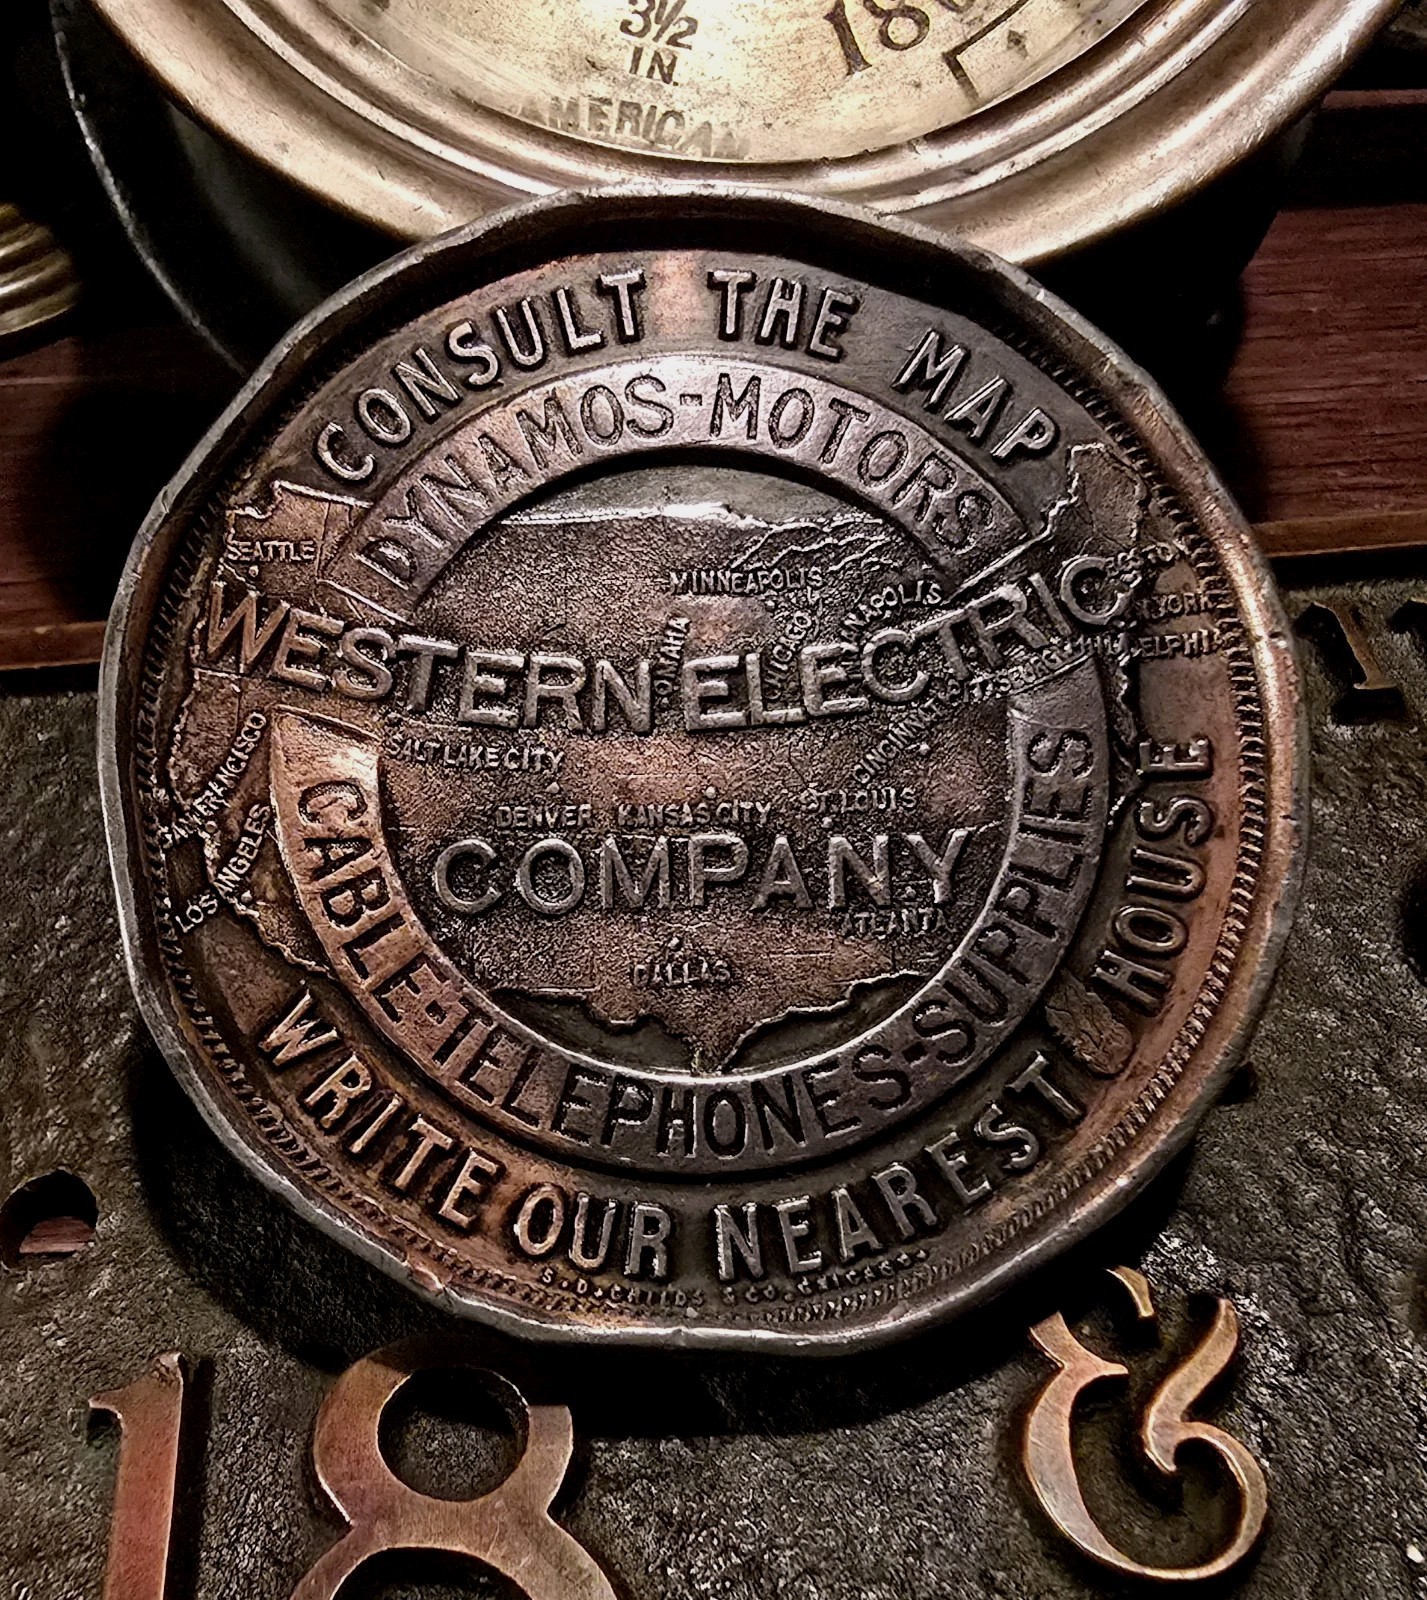 3½
IN.
AMERICAN
CONSULT THE MAP
DYNAMOS-MOTORS
SEATTLE
MINNEAPOLIS
OMAHA
CHICAGO
WESTERN ELECTRIC
PHILADELPHIA
SALT LAKE CITY
CINCINNATI
SAN FRANCISCO
LOS ANGELES
DENVER KANSAS CITY ST. LOUIS
COMPANY
ATLANTA
DALLAS
CABLE-TELEPHONES-SUPPLIES
WRITE OUR NEAREST HOUSE
S.D. CHILDS & CO. CHICAGO
18 &